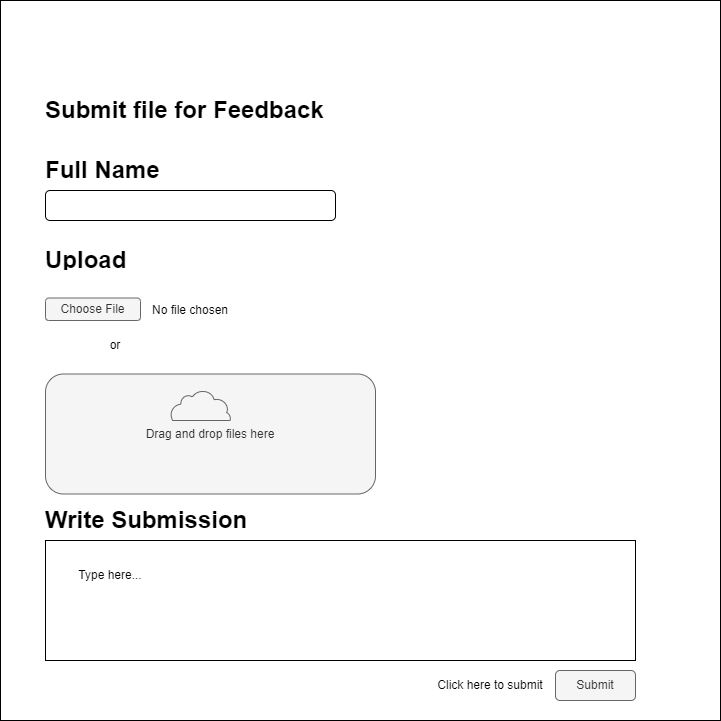 Submit file for Feedback
Full Name
Upload
Choose File No file chosen
or
Drag and drop files here
Write Submission
Type here...
Click here to submit Submit